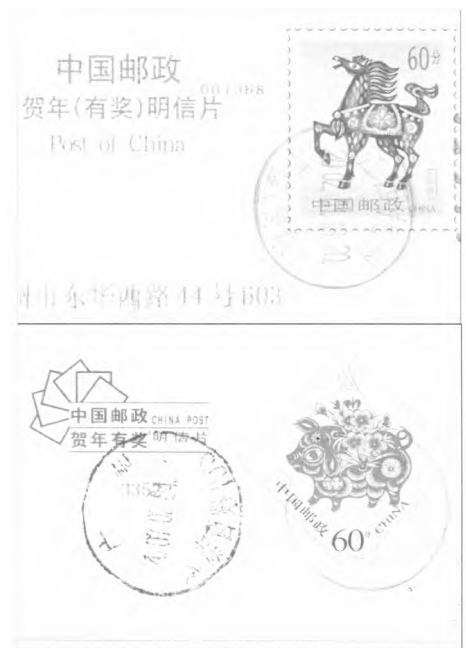 中国邮政
001368
贺年(有奖)明信片
Post of China
60分
中国邮政 CHINA
东华西路44号603
中国邮政 CHINA POST
贺年有奖明信片
中国邮政 60分 CHINA